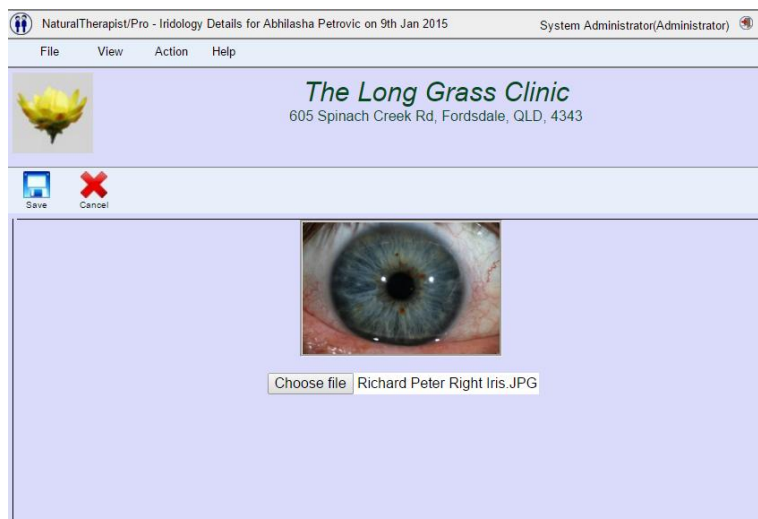 NaturalTherapist/Pro - Iridology Details for Abhilasha Petrovic on 9th Jan 2015 System Administrator(Administrator)
File View Action Help
The Long Grass Clinic
605 Spinach Creek Rd, Fordsdale, QLD, 4343
Save Cancel
Choose file Richard Peter Right Iris.JPG